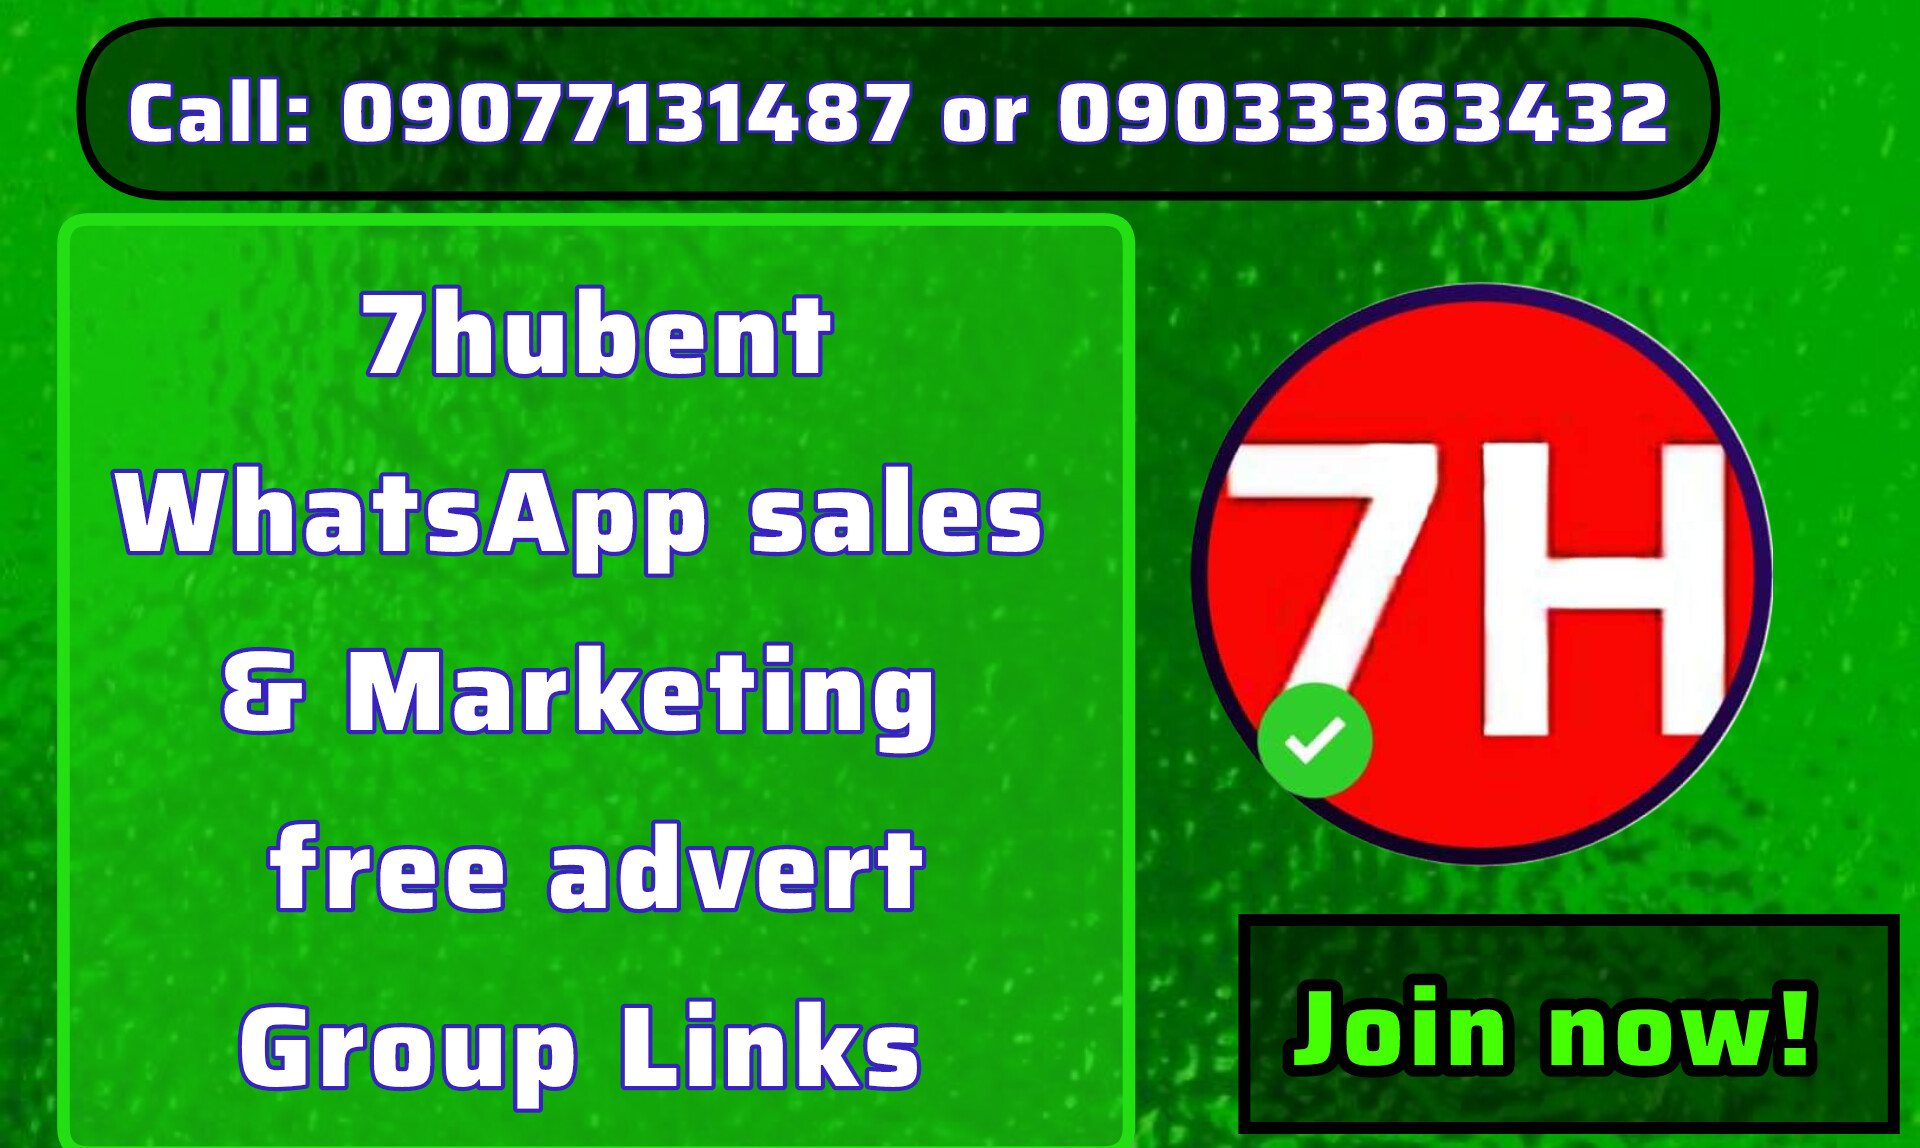 Call: 09077131487 or 09033363432
7hubent
WhatsApp sales
& Marketing
free advert
Group Links
7H
Join now!